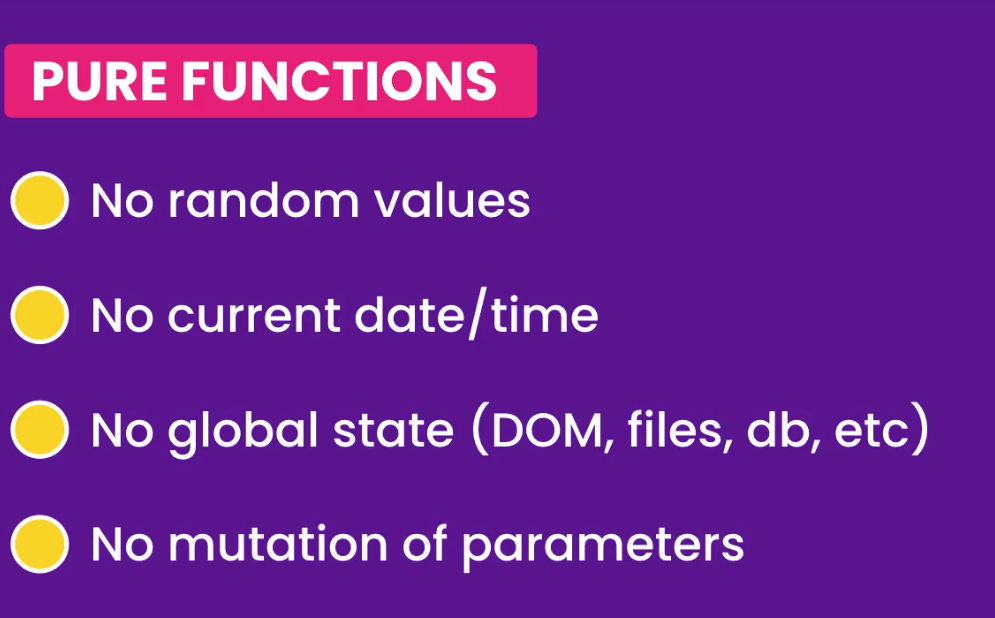 PURE FUNCTIONS
No random values
No current date/time
No global state (DOM, files, db, etc)
No mutation of parameters